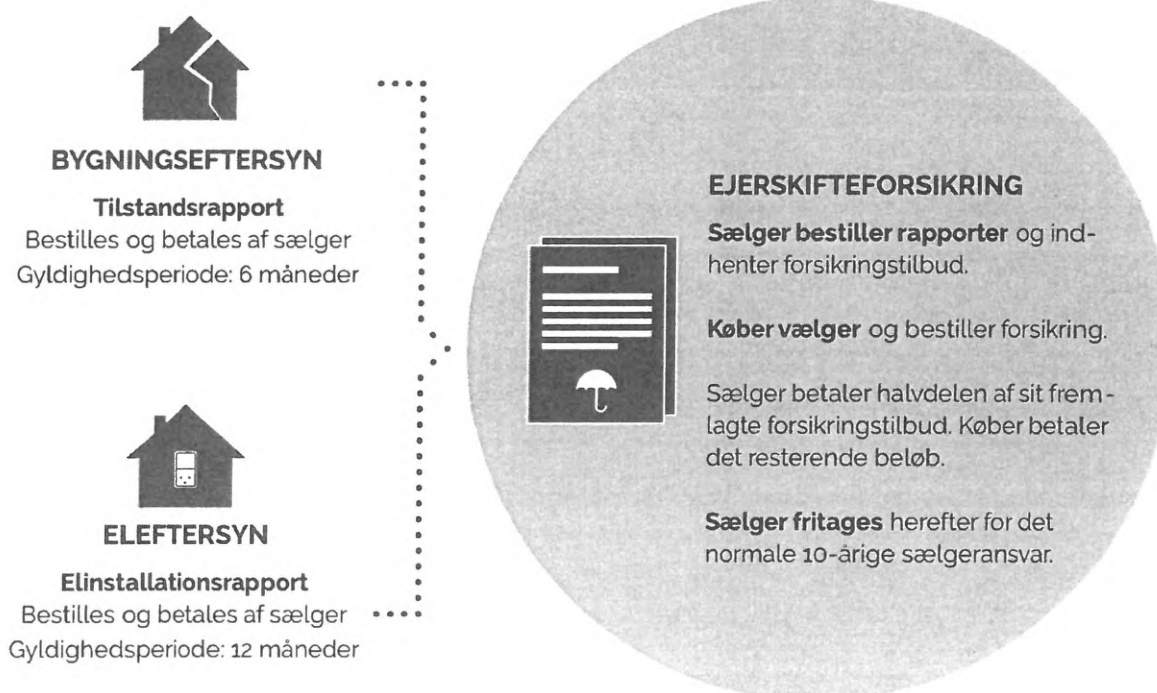 BYGNINGSEFTERSYN
Tilstandsrapport
Bestilles og betales af sælger
Gyldighedsperiode: 6 måneder
ELEFTERSYN
Elinstallationsrapport
Bestilles og betales af sælger
Gyldighedsperiode: 12 måneder
EJERSKIFTEFORSIKRING
Sælger bestiller rapporter og ind-
henter forsikringstilbud.
Køber vælger og bestiller forsikring.
Sælger betaler halvdelen af sit frem-
lagte forsikringstilbud. Køber betaler
det resterende beløb.
Sælger fritages herefter for det
normale 10-årige sælgeransvar.